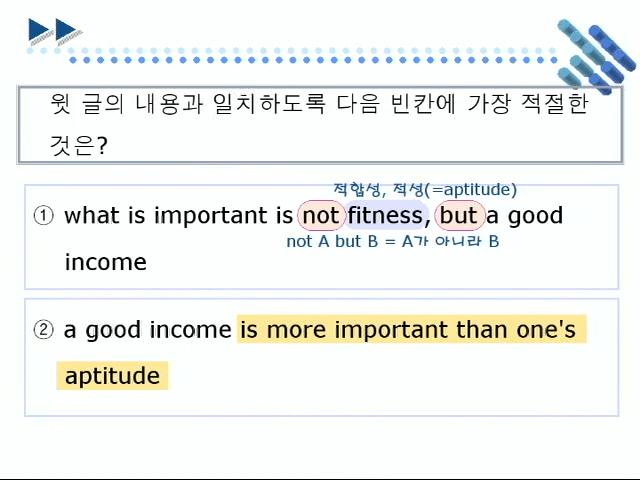 윗 글의 내용과 일치하도록 다음 빈칸에 가장 적절한
것은?
적합성, 적성(=aptitude)
① what is important is not fitness, but a good
not A but B = A가 아니라 B
income
② a good income is more important than one's
aptitude